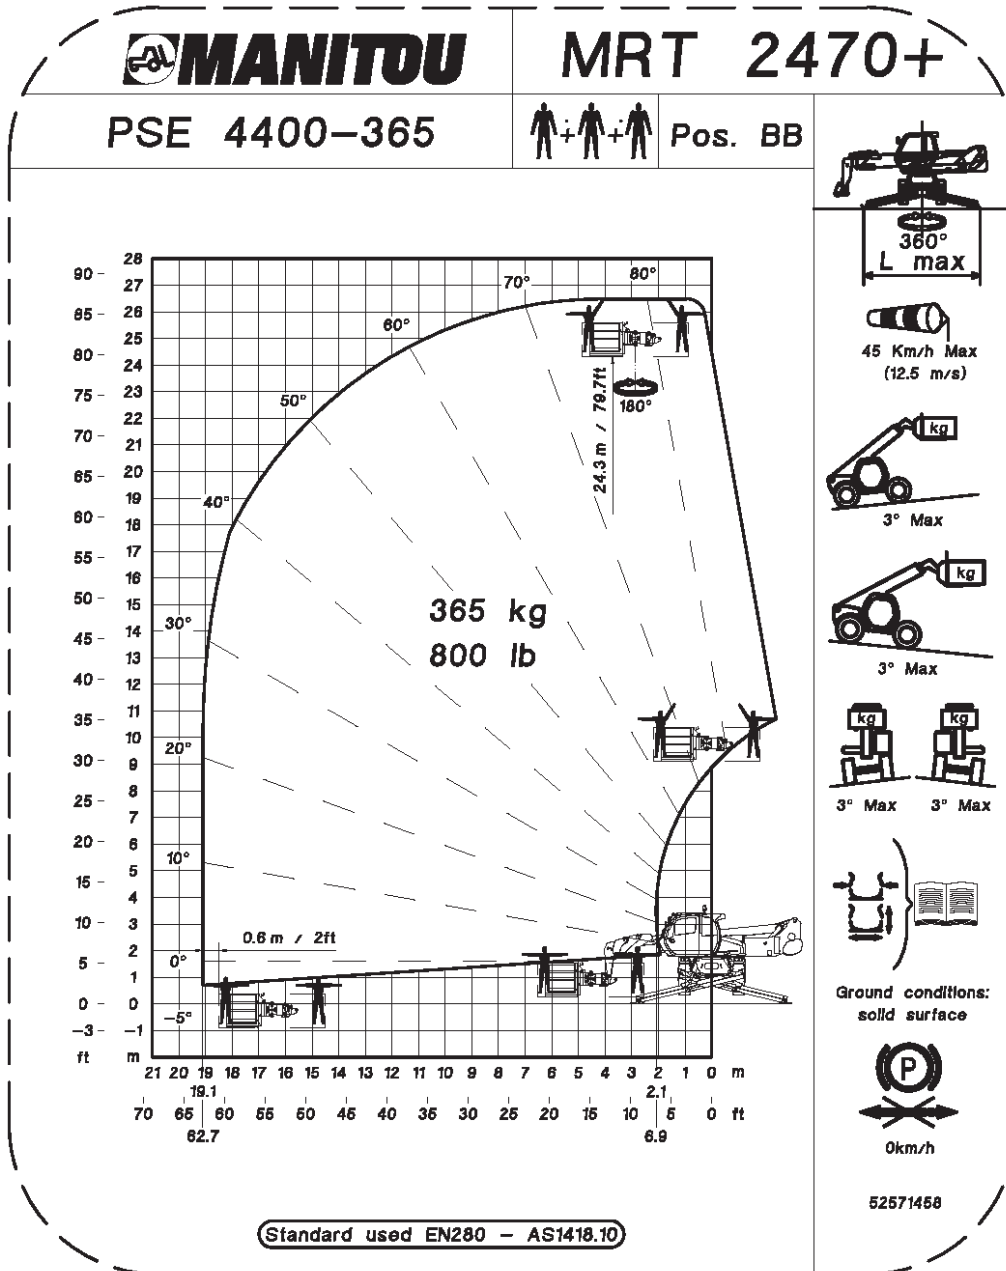 MANITOU
MRT 2470+
PSE 4400-365
+ +
Pos. BB
360°
L max
45 Km/h Max
(12.5 m/s)
kg
3° Max
kg
3° Max
kg kg
3° Max 3° Max
Ground conditions:
solid surface
P
0km/h
52571458
90 -
85 -
80 -
75 -
70 -
65 -
60 -
55 -
50 -
45 -
40 -
35 -
30 -
25 -
20 -
15 -
10 -
5 -
0 -
-3 -
ft
28
27
26
25
24
23
22
21
20
19
18
17
16
15
14
13
12
11
10
9
8
7
6
5
4
3
2
1
0
-1
m
80°
70°
60°
50°
40°
30°
20°
10°
0°
-5°
24.3 m / 79.7ft
180°
365 kg
800 lb
0.6 m / 2ft
21 20 19 18 17 16 15 14 13 12 11 10 9 8 7 6 5 4 3 2 1 0 m
19.1 2.1
70 65 60 55 50 45 40 35 30 25 20 15 10 5 0 ft
62.7 6.9
Standard used EN280 - AS1418.10